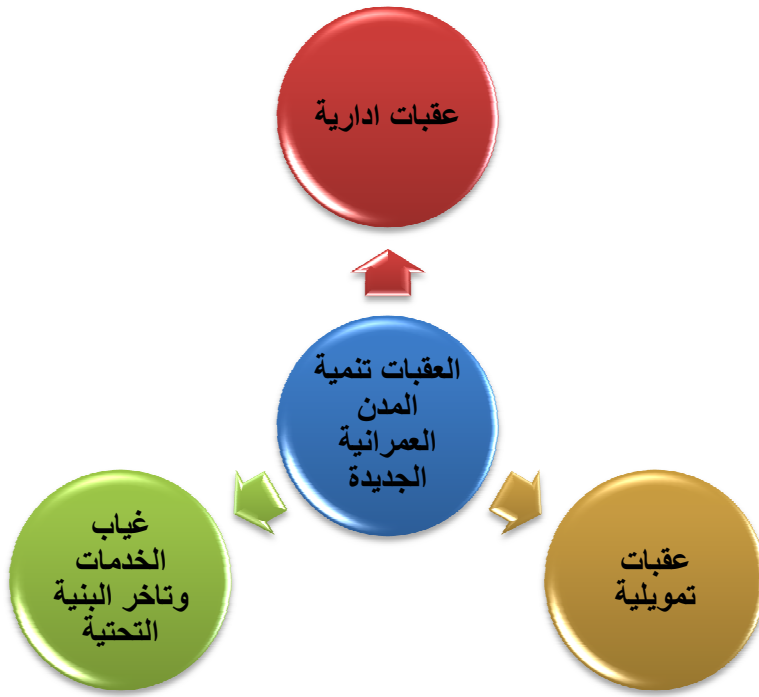 عقبات ادارية
العقبات تنمية
المدن
العمرانية
الجديدة
عقبات
تمويلية
غياب
الخدمات
وتاخر البنية
التحتية